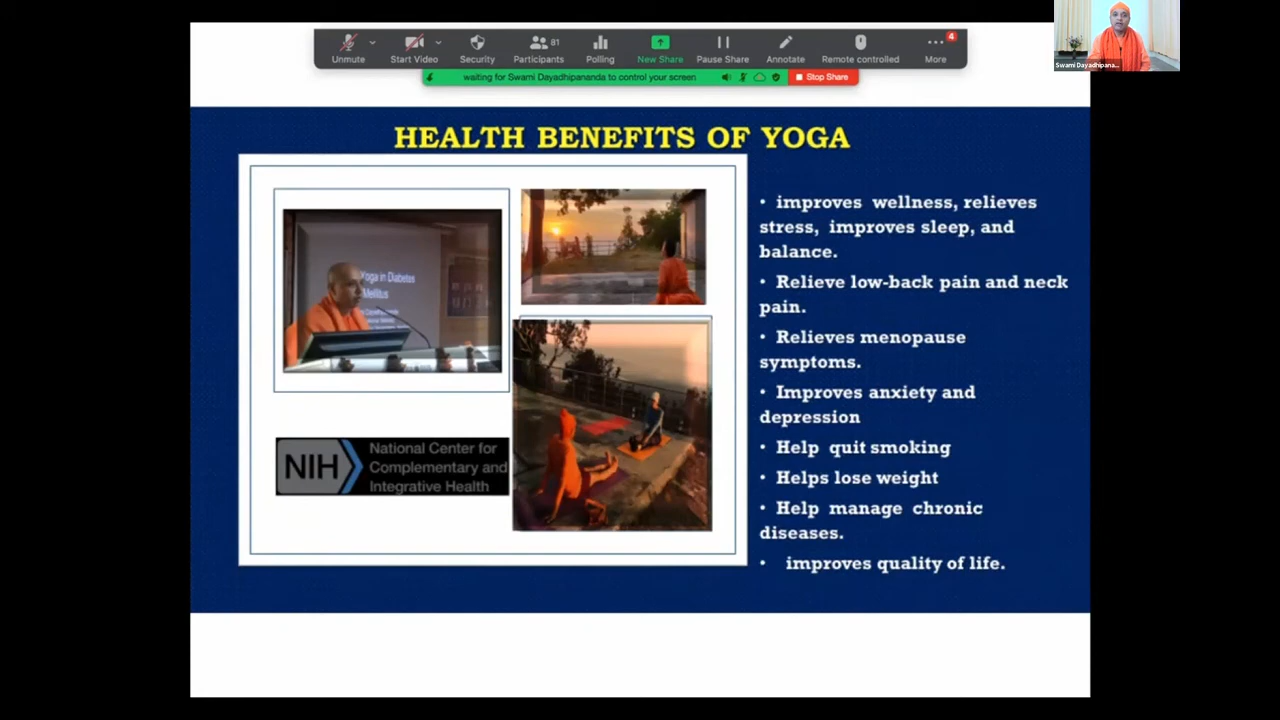 Unmute Start Video Security Participants 81 Polling New Share Pause Share Annotate Remote controlled More 4
waiting for Swami Dayadhipananda to control your screen Stop Share
Swami Dayadhipana...
HEALTH BENEFITS OF YOGA
Yoga in Diabetes
Mellitus
NIH
National Center for
Complementary and
Integrative Health
• improves wellness, relieves
stress, improves sleep, and
balance.
• Relieve low-back pain and neck
pain.
• Relieves menopause
symptoms.
• Improves anxiety and
depression
• Help quit smoking
• Helps lose weight
• Help manage chronic
diseases.
• improves quality of life.